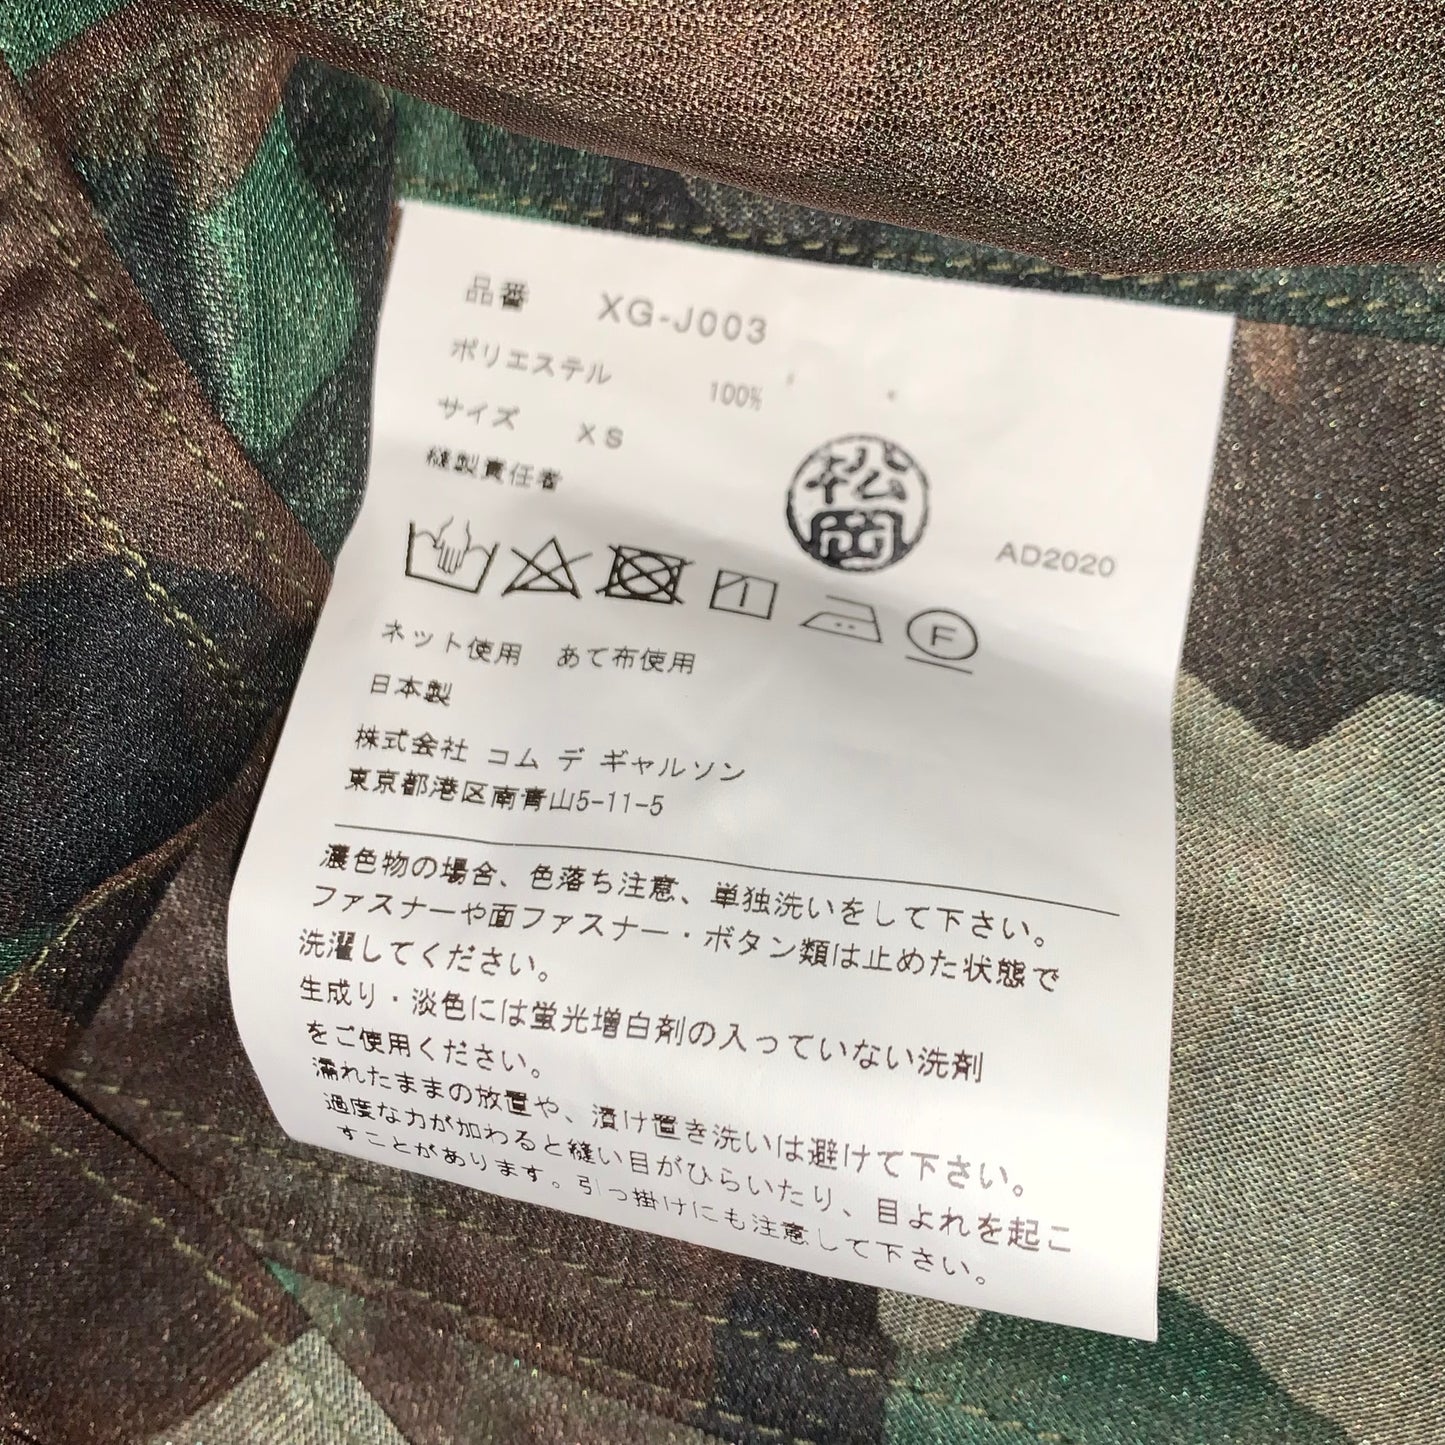 品番 XG-J003
ポリエステル 100%
サイズ XS
縫製責任者
松岡
AD2020
F
ネット使用 あて布使用
日本製
株式会社 コム デ ギャルソン
東京都港区南青山5-11-5
濃色物の場合、色落ち注意、単独洗いをして下さい。
ファスナーや面ファスナー・ボタン類は止めた状態で
洗濯してください。
生成り・淡色には蛍光増白剤の入っていない洗剤
をご使用ください。
濡れたままの放置や、漬け置き洗いは避けて下さい。
過度な力が加わると縫い目がひらいたり、目よれを起こ
すことがあります。引っ掛けにも注意して下さい。